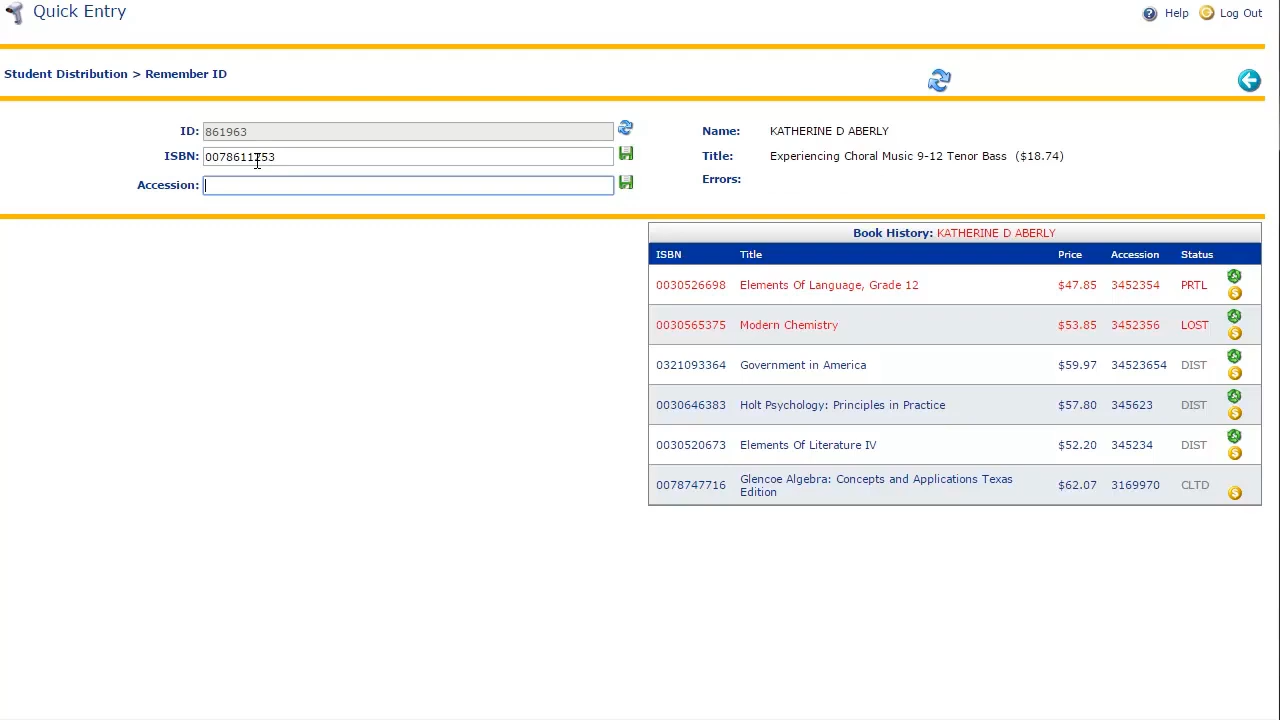 Quick Entry
Help
Log Out
Student Distribution > Remember ID
ID: 861963
Name: KATHERINE D ABERLY
ISBN: 0078611253
Title: Experiencing Choral Music 9-12 Tenor Bass ($18.74)
Accession:
Errors:
Book History: KATHERINE D ABERLY
ISBN Title Price Accession Status
0030526698 Elements Of Language, Grade 12 $47.85 3452354 PRTL
0030565375 Modern Chemistry $53.85 3452356 LOST
0321093364 Government in America $59.97 34523654 DIST
0030646383 Holt Psychology: Principles in Practice $57.80 345623 DIST
0030520673 Elements Of Literature IV $52.20 345234 DIST
0078747716 Glencoe Algebra: Concepts and Applications Texas Edition $62.07 3169970 CLTD